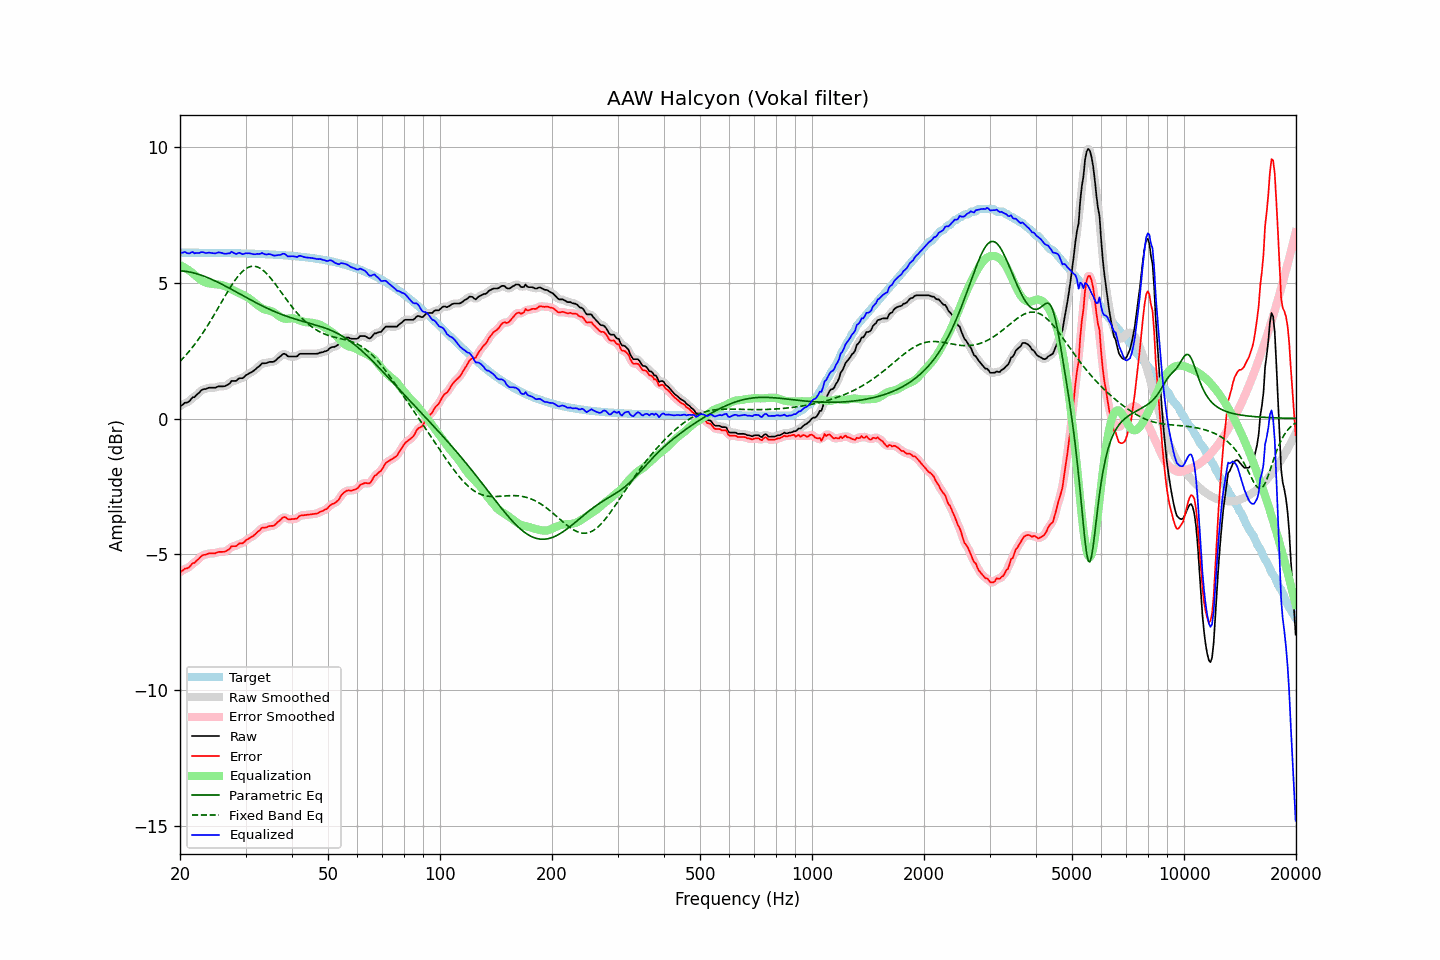 AAW Halcyon (Vokal filter)
Amplitude (dBr)
10
5
0
−5
−10
−15
Target
Raw Smoothed
Error Smoothed
Raw
Error
Equalization
Parametric Eq
Fixed Band Eq
Equalized
20 50 100 200 500 1000 2000 5000 10000 20000
Frequency (Hz)